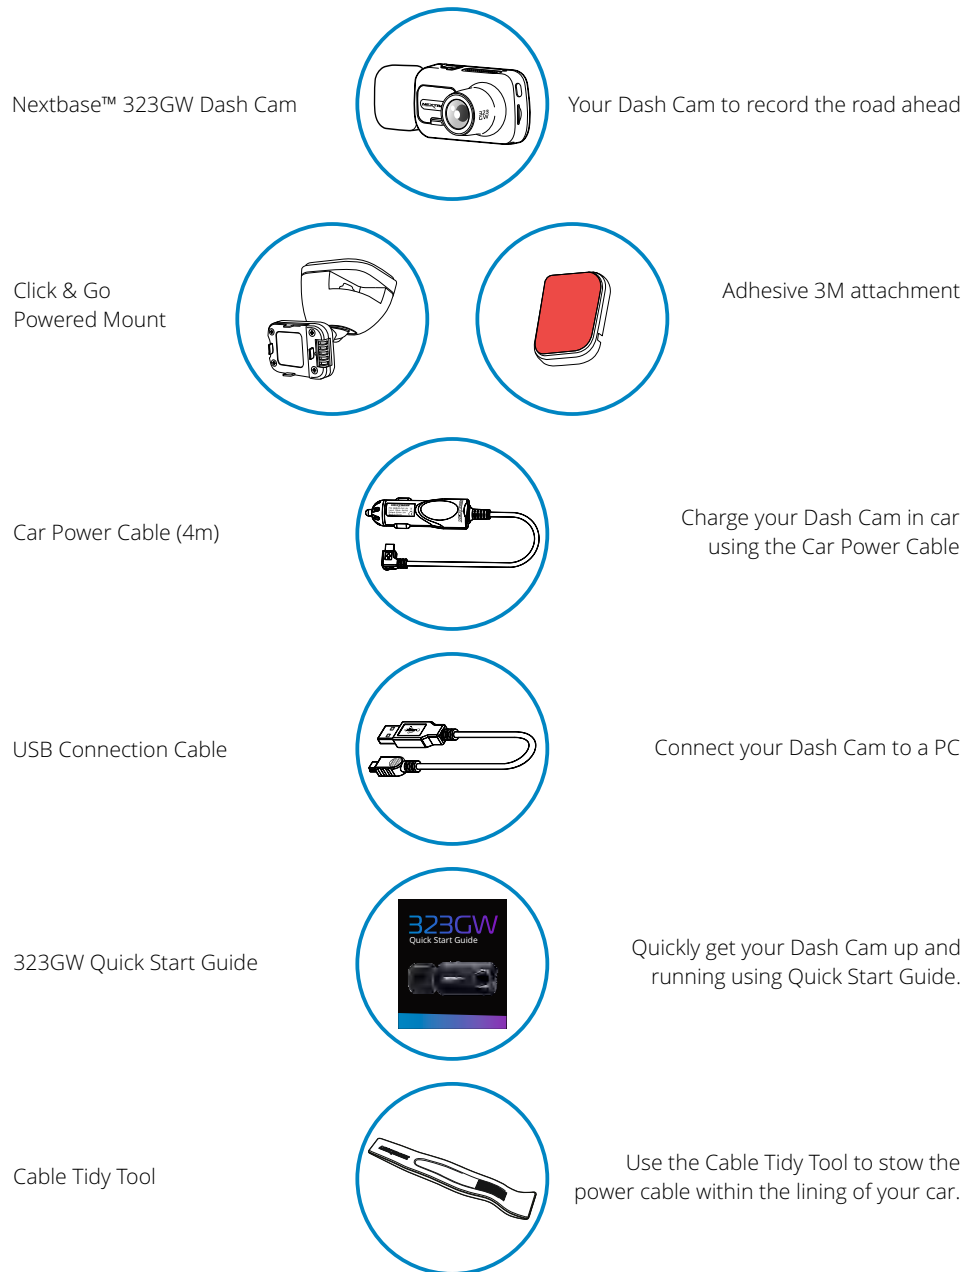 Nextbase™ 323GW Dash Cam
Your Dash Cam to record the road ahead
Click & Go
Powered Mount
Adhesive 3M attachment
Car Power Cable (4m)
Charge your Dash Cam in car
using the Car Power Cable
USB Connection Cable
Connect your Dash Cam to a PC
323GW Quick Start Guide
323GW
Quick Start Guide
Quickly get your Dash Cam up and
running using Quick Start Guide.
Cable Tidy Tool
Use the Cable Tidy Tool to stow the
power cable within the lining of your car.